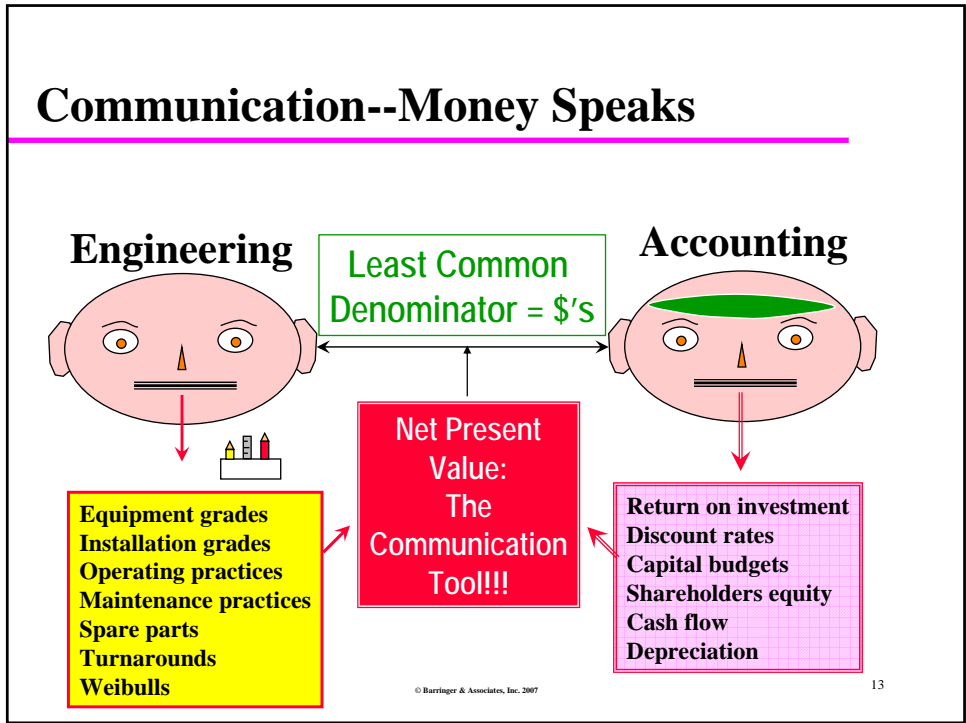 Communication--Money Speaks
Engineering
Least Common
Denominator = $'s
Accounting
Net Present
Value:
The
Communication
Tool!!!
Equipment grades
Installation grades
Operating practices
Maintenance practices
Spare parts
Turnarounds
Weibulls
Return on investment
Discount rates
Capital budgets
Shareholders equity
Cash flow
Depreciation
© Barringer & Associates, Inc. 2007
13